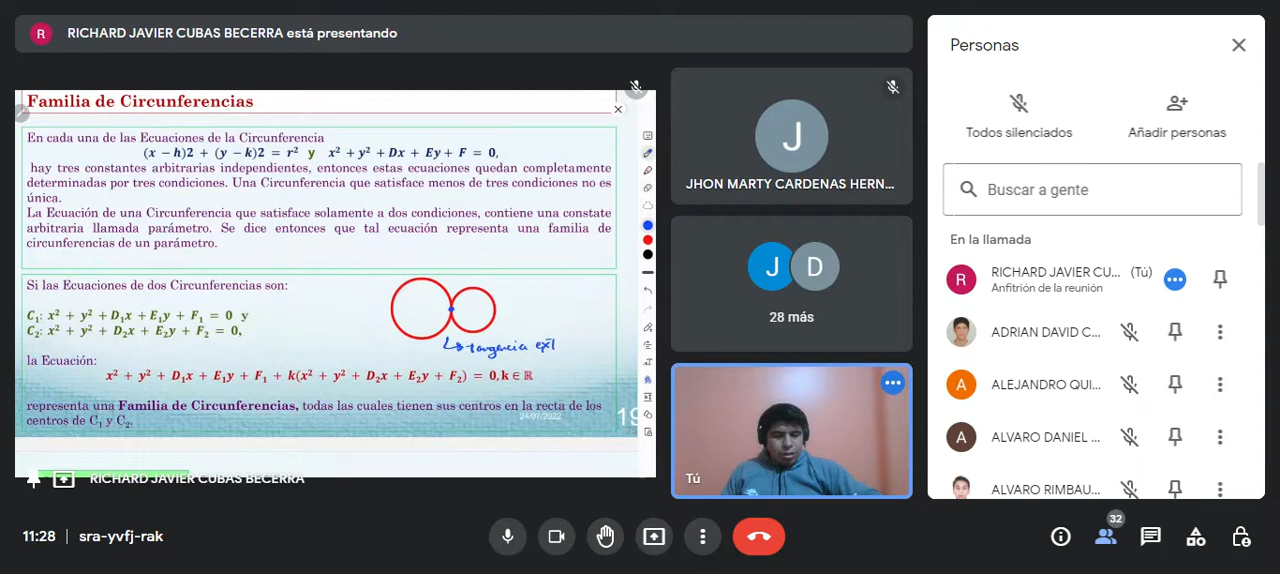 R RICHARD JAVIER CUBAS BECERRA está presentando
Familia de Circunferencias
En cada una de las Ecuaciones de la Circunferencia
(x − h)2 + (y − k)2 = r² y x² + y² + Dx + Ey + F = 0,
hay tres constantes arbitrarias independientes, entonces estas ecuaciones quedan completamente
determinadas por tres condiciones. Una Circunferencia que satisface menos de tres condiciones no es
única.
La Ecuación de una Circunferencia que satisface solamente a dos condiciones, contiene una constate
arbitraria llamada parámetro. Se dice entonces que tal ecuación representa una familia de
circunferencias de un parámetro.
Si las Ecuaciones de dos Circunferencias son:
C₁: x² + y² + D₁x + E₁y + F₁ = 0 y
C₂: x² + y² + D₂x + E₂y + F₂ = 0,
tangencia ext
la Ecuación:
x² + y² + D₁x + E₁y + F₁ + k(x² + y² + D₂x + E₂y + F₂) = 0, k ∈ ℝ
representa una Familia de Circunferencias, todas las cuales tienen sus centros en la recta de los
centros de C₁ y C₂.
24/07/2022
19
RICHARD JAVIER CUBAS BECERRA
J
JHON MARTY CARDENAS HERN...
J D
28 más
Tú
Personas
Todos silenciados
Añadir personas
Buscar a gente
En la llamada
R RICHARD JAVIER CU... (Tú)
Anfitrión de la reunión
ADRIAN DAVID C...
A ALEJANDRO QUI...
A ALVARO DANIEL ...
ALVARO RIMBAU...
11:28 | sra-yvfj-rak
32